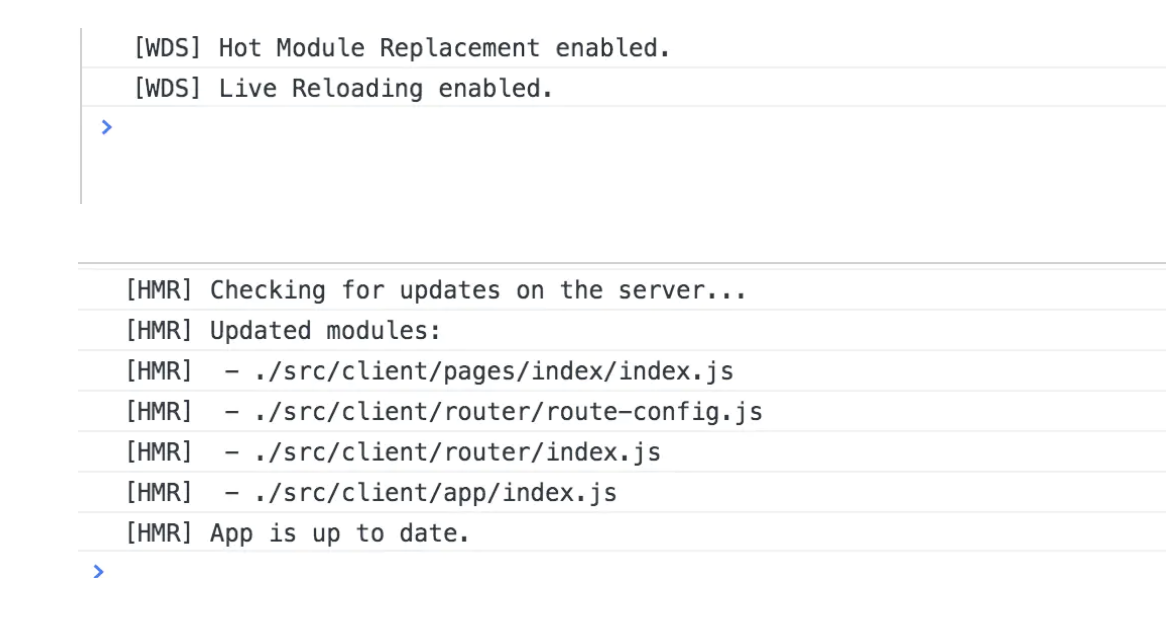 [WDS] Hot Module Replacement enabled.
[WDS] Live Reloading enabled.
[HMR] Checking for updates on the server...
[HMR] Updated modules:
[HMR]  - ./src/client/pages/index/index.js
[HMR]  - ./src/client/router/route-config.js
[HMR]  - ./src/client/router/index.js
[HMR]  - ./src/client/app/index.js
[HMR] App is up to date.